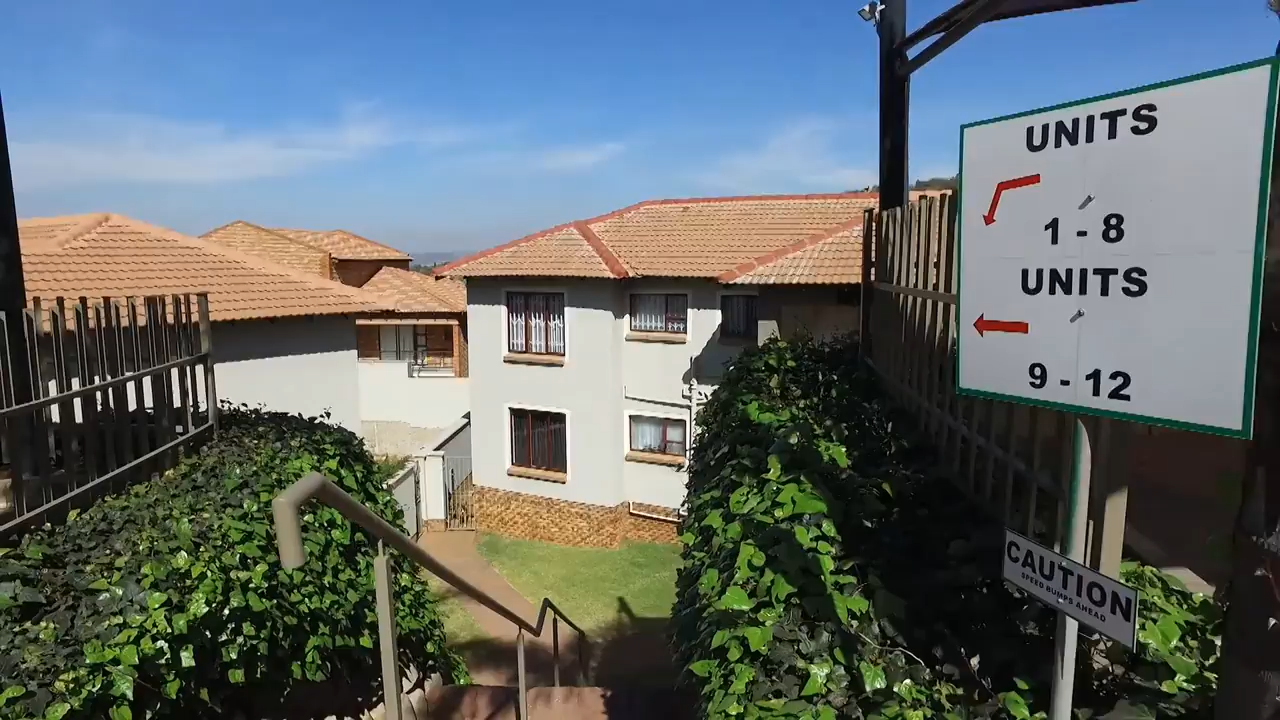 UNITS
1 - 8
UNITS
9 - 12
CAUTION
SPEED BUMPS AHEAD